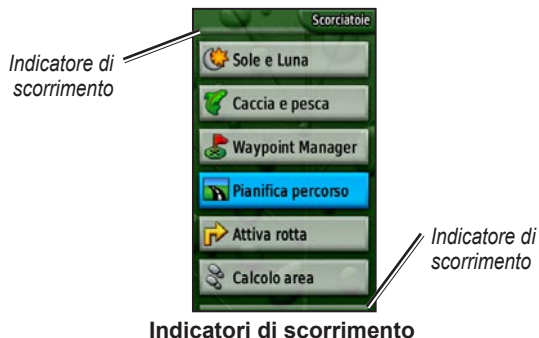 Scorciatoie
Indicatore di
scorrimento
Sole e Luna
Caccia e pesca
Waypoint Manager
Pianifica percorso
Attiva rotta
Indicatore di
scorrimento
Calcolo area
Indicatori di scorrimento